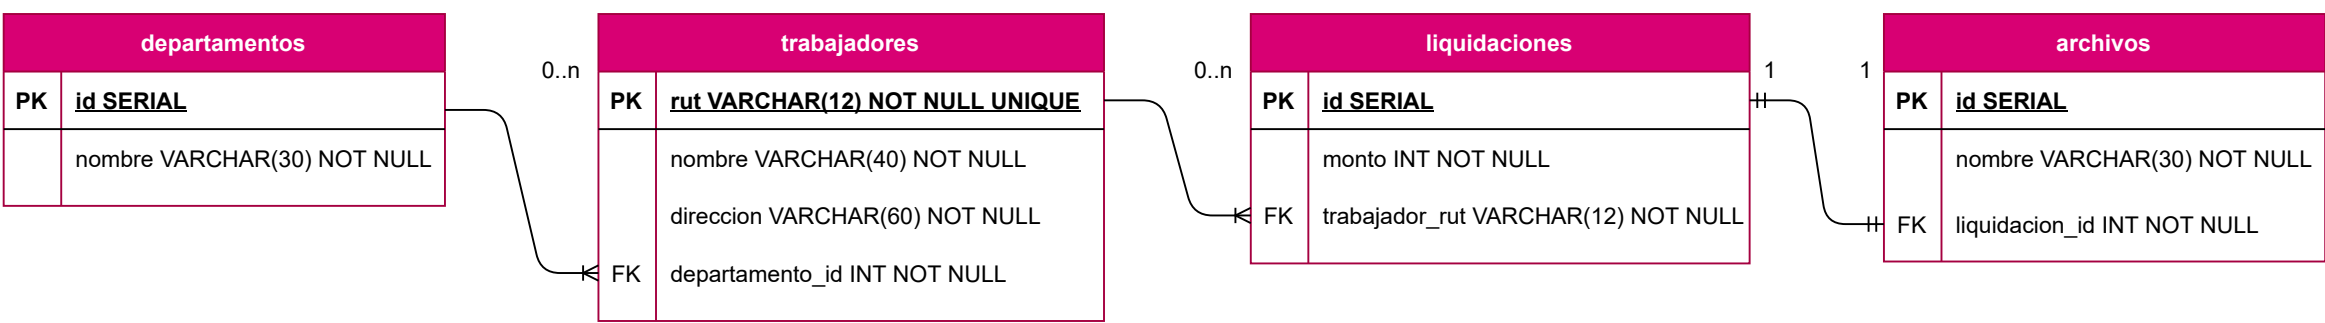 departamentos
PK id SERIAL
nombre VARCHAR(30) NOT NULL
0..n
trabajadores
PK rut VARCHAR(12) NOT NULL UNIQUE
nombre VARCHAR(40) NOT NULL
direccion VARCHAR(60) NOT NULL
FK departamento_id INT NOT NULL
0..n
liquidaciones
PK id SERIAL
monto INT NOT NULL
FK trabajador_rut VARCHAR(12) NOT NULL
1
1
archivos
PK id SERIAL
nombre VARCHAR(30) NOT NULL
FK liquidacion_id INT NOT NULL